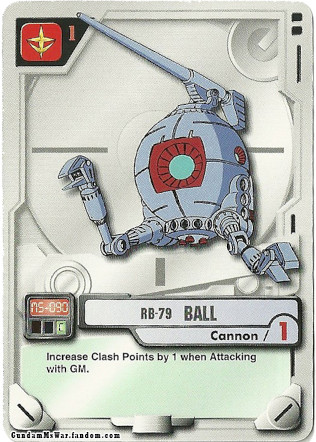 1
MS-090
C
RB-79 BALL
Cannon / 1
Increase Clash Points by 1 when Attacking
with GM.
GundamMsWar.fandom.com